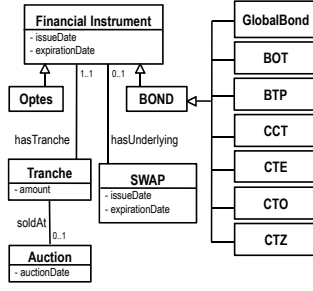 Financial Instrument
- issueDate
- expirationDate
1..1
0..1
Optes
BOND
hasTranche
hasUnderlying
Tranche
- amount
SWAP
- issueDate
- expirationDate
soldAt
0..1
Auction
- auctionDate
GlobalBond
BOT
BTP
CCT
CTE
CTO
CTZ